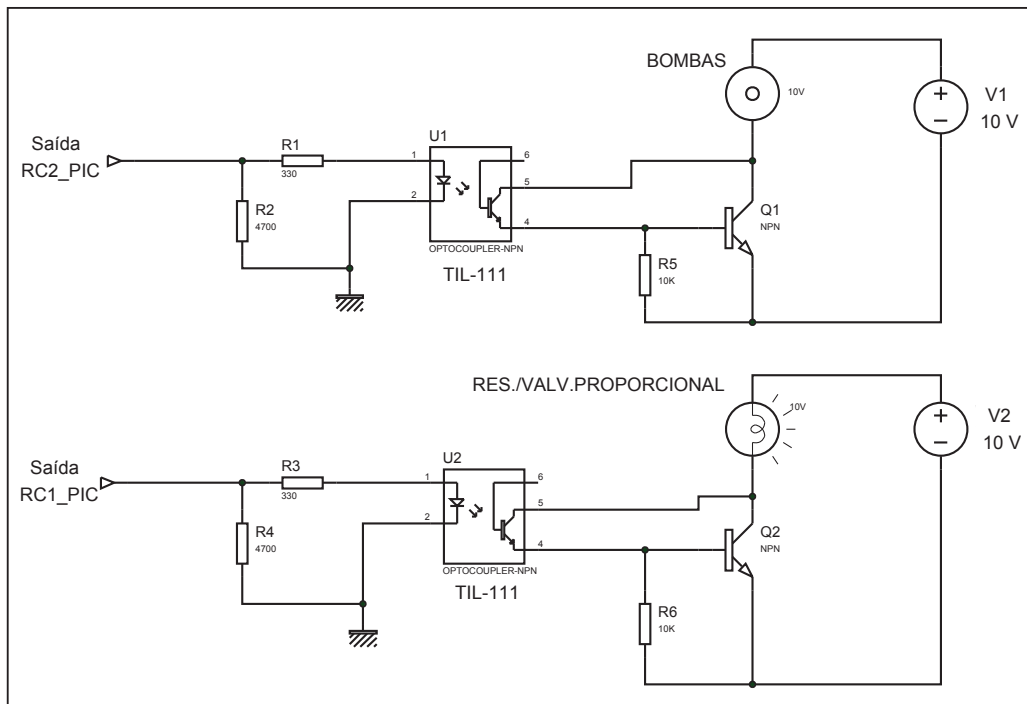 BOMBAS
10V
V1
10 V
Saída
RC2_PIC
R1
330
U1
1
6
5
2
4
R2
4700
OPTOCOUPLER-NPN
TIL-111
Q1
NPN
R5
10K
RES./VALV.PROPORCIONAL
10V
V2
10 V
Saída
RC1_PIC
R3
330
U2
1
6
5
2
4
R4
4700
OPTOCOUPLER-NPN
TIL-111
Q2
NPN
R6
10K